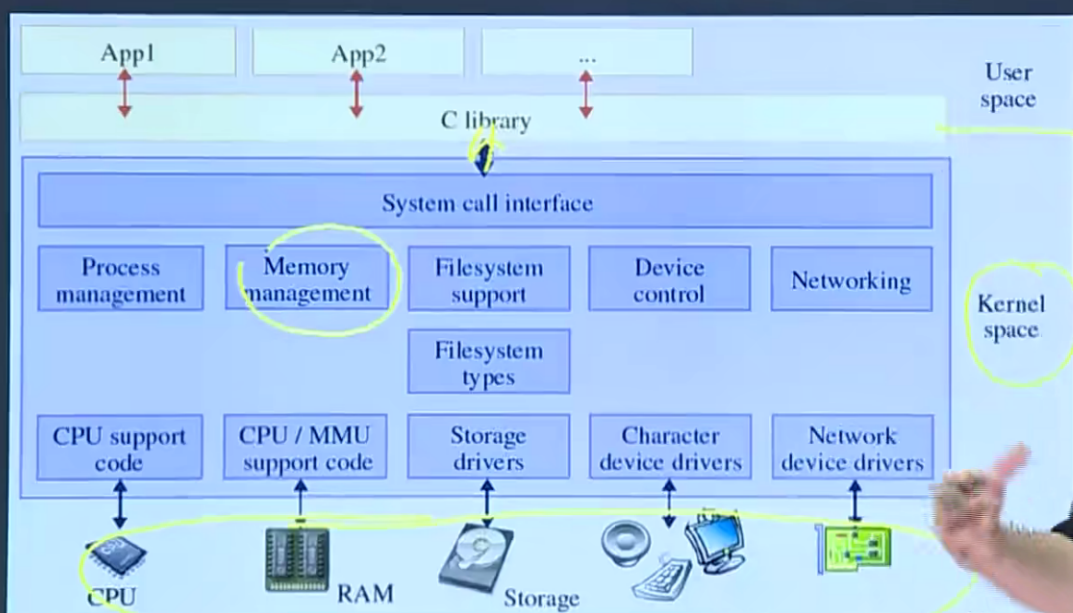 App1
App2
...
User
space
C library
System call interface
Process
management
Memory
management
Filesystem
support
Device
control
Networking
Kernel
space
Filesystem
types
CPU support
code
CPU / MMU
support code
Storage
drivers
Character
device drivers
Network
device drivers
CPU
RAM
Storage